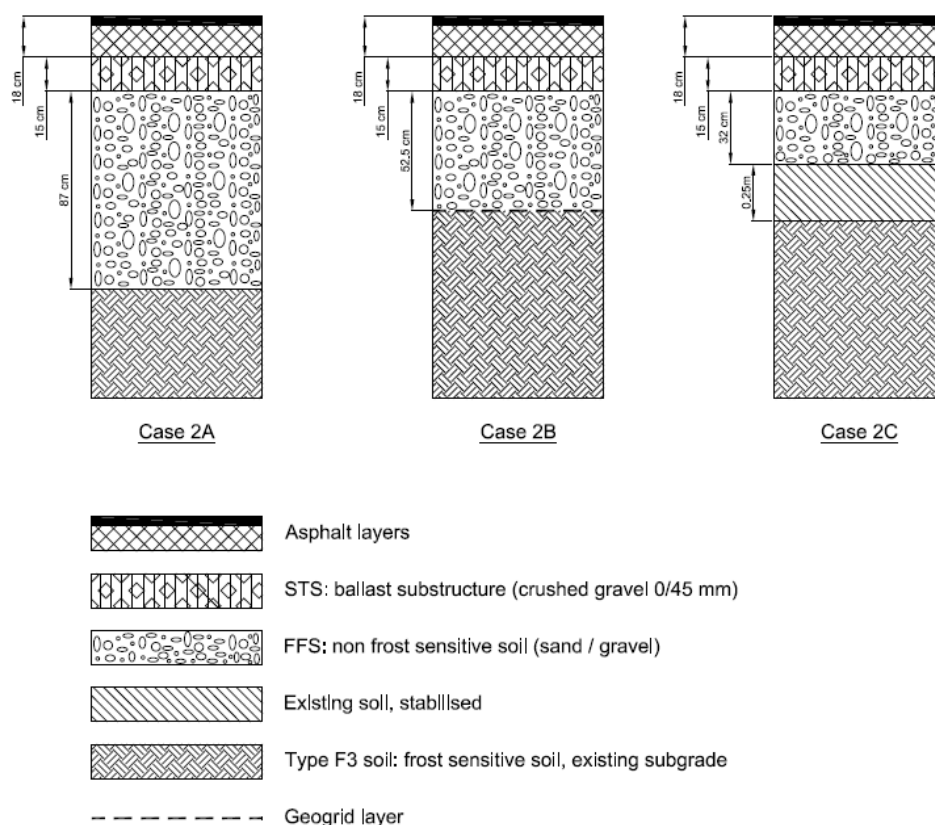 18 cm
15 cm
87 cm
Case 2A
18 cm
15 cm
52.5 cm
Case 2B
18 cm
15 cm
32 cm
0.25m
Case 2C
Asphalt layers
STS: ballast substructure (crushed gravel 0/45 mm)
FFS: non frost sensitive soil (sand / gravel)
Existing soil, stabilised
Type F3 soil: frost sensitive soil, existing subgrade
Geogrid layer